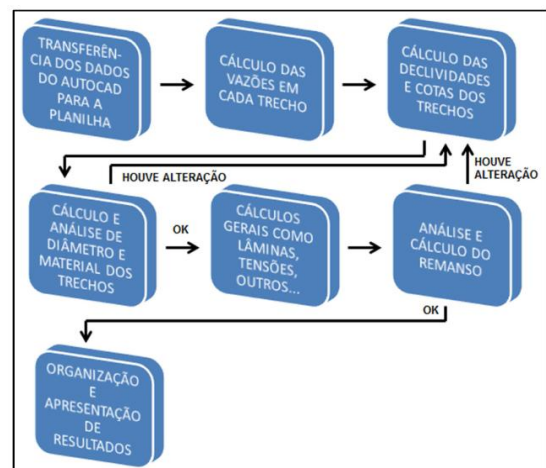 TRANSFERÊN-
CIA DOS DADOS
DO AUTOCAD
PARA A
PLANILHA
CÁLCULO DAS
VAZÕES EM
CADA TRECHO
CÁLCULO DAS
DECLIVIDADES
E COTAS DOS
TRECHOS
HOUVE ALTERAÇÃO
HOUVE
ALTERAÇÃO
CÁLCULO E
ANÁLISE DE
DIÂMETRO E
MATERIAL DOS
TRECHOS
OK
CÁLCULOS
GERAIS COMO
LÂMINAS,
TENSÕES,
OUTROS...
ANÁLISE E
CÁLCULO DO
REMANSO
OK
ORGANIZAÇÃO
E
APRESENTAÇÃO
DE
RESULTADOS